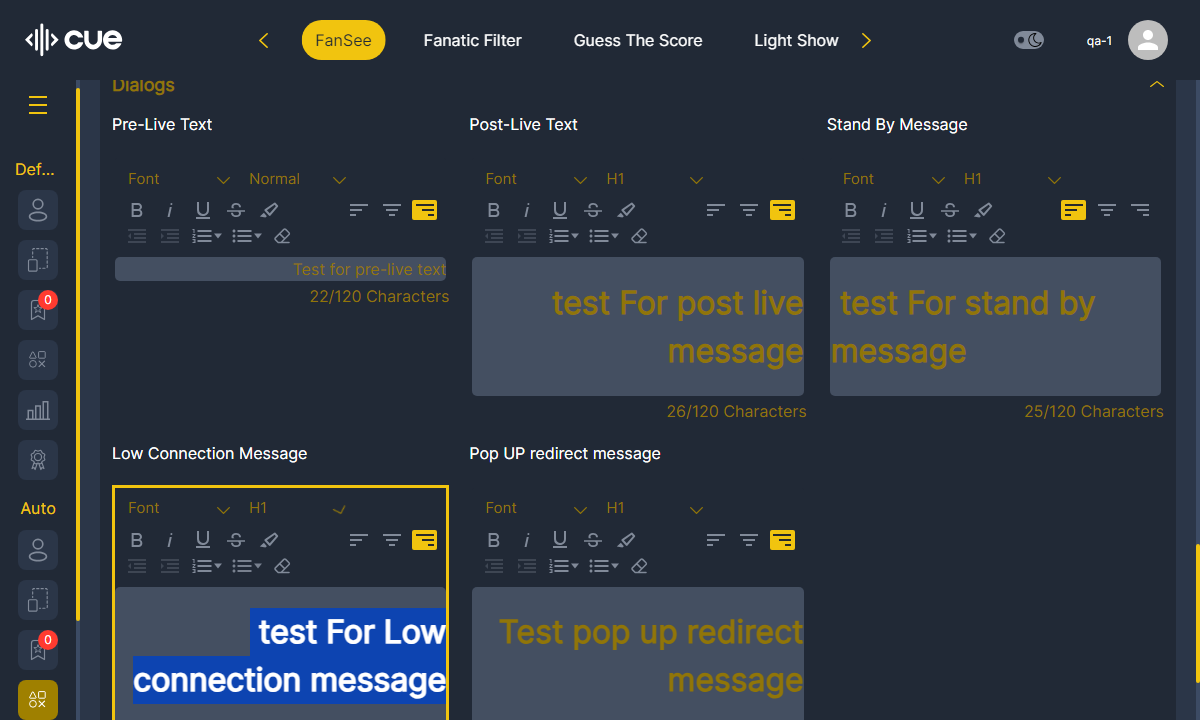 cue
FanSee
Fanatic Filter
Guess The Score
Light Show
qa-1
Def...
0
Auto
0
Dialogs
Pre-Live Text
Font
Normal
B i U S
Test for pre-live text
22/120 Characters
Post-Live Text
Font
H1
B i U S
test For post live
message
26/120 Characters
Stand By Message
Font
H1
B i U S
test For stand by
message
25/120 Characters
Low Connection Message
Font
H1
B i U S
test For Low
connection message
Pop UP redirect message
Font
H1
B i U S
Test pop up redirect
message